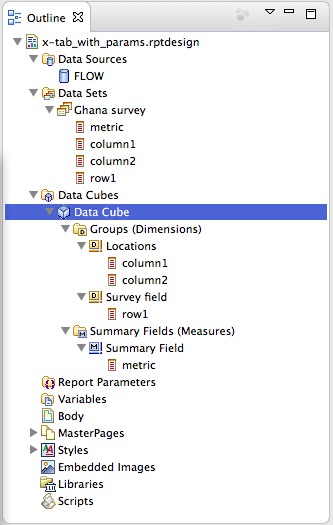 Outline
x-tab_with_params.rptdesign
Data Sources
FLOW
Data Sets
Ghana survey
metric
column1
column2
row1
Data Cubes
Data Cube
Groups (Dimensions)
Locations
column1
column2
Survey field
row1
Summary Fields (Measures)
Summary Field
metric
Report Parameters
Variables
Body
MasterPages
Styles
Embedded Images
Libraries
Scripts